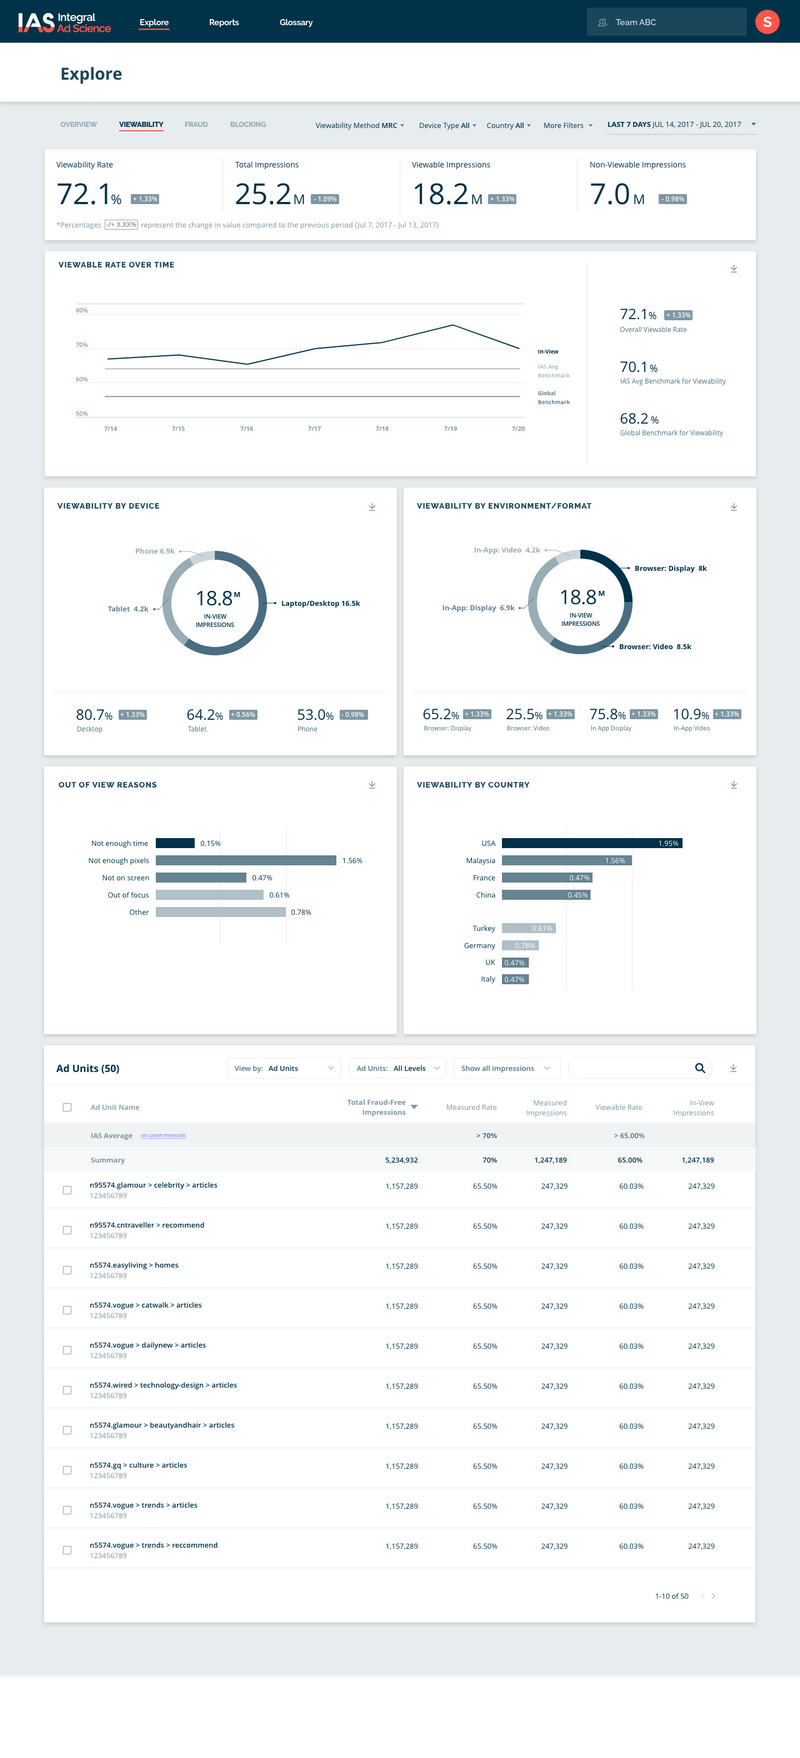 IAS Integral Ad Science
Explore Reports Glossary Team ABC S
Explore
OVERVIEW VIEWABILITY FRAUD BLOCKING Viewability Method MRC Device Type All Country All More Filters LAST 7 DAYS JUL 14, 2017 - JUL 20, 2017
Viewability Rate Total Impressions Viewable Impressions Non-Viewable Impressions
72.1% + 1.33% 25.2 M - 1.09% 18.2 M + 1.33% 7.0 M - 0.98%
*Percentages -/+ X.XX% represent the change in value compared to the previous period (Jul 7, 2017 - Jul 13, 2017)
VIEWABLE RATE OVER TIME
80%
70%
60%
50%
7/14 7/15 7/16 7/17 7/18 7/19 7/20
In-View
IAS Avg
Benchmark
Global
Benchmark
72.1% + 1.33%
Overall Viewable Rate
70.1%
IAS Avg Benchmark for Viewability
68.2%
Global Benchmark for Viewability
VIEWABILITY BY DEVICE
Phone 6.9k
Tablet 4.2k
Laptop/Desktop 16.5k
18.8 M
IN-VIEW
IMPRESSIONS
80.7% + 1.33% 64.2% + 0.56% 53.0% - 0.98%
Desktop Tablet Phone
VIEWABILITY BY ENVIRONMENT/FORMAT
In-App: Video 4.2k
Browser: Display 8k
In-App: Display 6.9k
Browser: Video 8.5k
18.8 M
IN-VIEW
IMPRESSIONS
65.2% + 1.33% 25.5% + 1.33% 75.8% + 1.33% 10.9% + 1.33%
Browser: Display Browser: Video In App Display In-App Video
OUT OF VIEW REASONS
Not enough time 0.15%
Not enough pixels 1.56%
Not on screen 0.47%
Out of focus 0.61%
Other 0.78%
VIEWABILITY BY COUNTRY
USA 1.95%
Malaysia 1.56%
France 0.47%
China 0.45%
Turkey 0.61%
Germany 0.78%
UK 0.47%
Italy 0.47%
Ad Units (50) View by: Ad Units Ad Units: All Levels Show all impressions
Ad Unit Name Total Fraud-Free Impressions Measured Rate Measured Impressions Viewable Rate In-View Impressions
IAS Average set custom thresholds > 70% > 65.00%
Summary 5,234,932 70% 1,247,189 65.00% 1,247,189
n95574.glamour > celebrity > articles 1,157,289 65.50% 247,329 60.03% 247,329
123456789
n95574.cntraveller > recommend 1,157,289 65.50% 247,329 60.03% 247,329
123456789
n5574.easyliving > homes 1,157,289 65.50% 247,329 60.03% 247,329
123456789
n5574.vogue > catwalk > articles 1,157,289 65.50% 247,329 60.03% 247,329
123456789
n5574.vogue > dailynew > articles 1,157,289 65.50% 247,329 60.03% 247,329
123456789
n5574.wired > technology-design > articles 1,157,289 65.50% 247,329 60.03% 247,329
123456789
n5574.glamour > beautyandhair > articles 1,157,289 65.50% 247,329 60.03% 247,329
123456789
n5574.gq > culture > articles 1,157,289 65.50% 247,329 60.03% 247,329
123456789
n5574.vogue > trends > articles 1,157,289 65.50% 247,329 60.03% 247,329
123456789
n5574.vogue > trends > reccommend 1,157,289 65.50% 247,329 60.03% 247,329
123456789
1-10 of 50